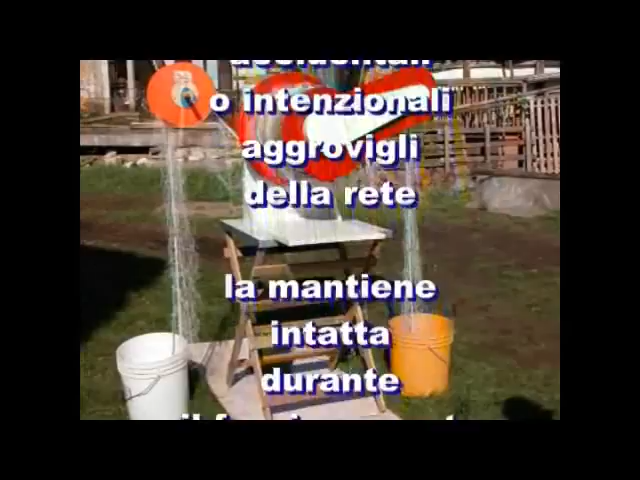 o intenzionali
aggrovigli
della rete
la mantiene
intatta
durante